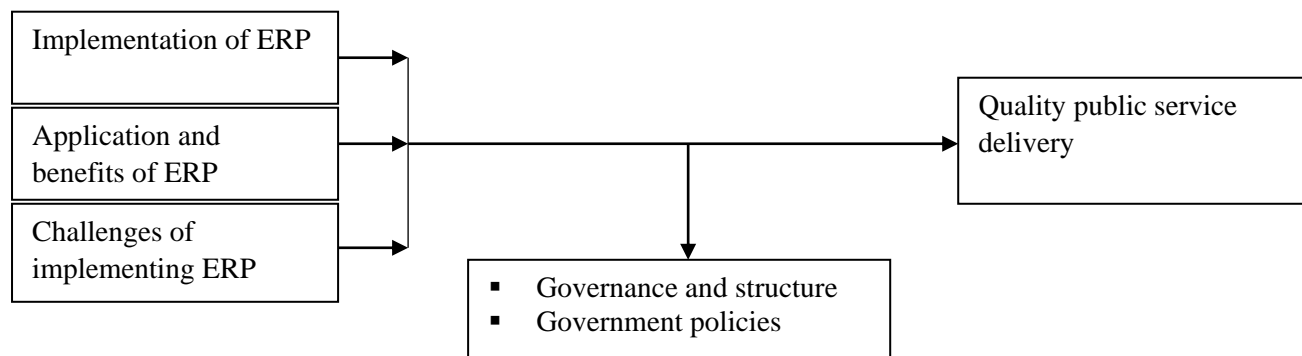 Implementation of ERP
Application and
benefits of ERP
Challenges of
implementing ERP
Quality public service
delivery
▪ Governance and structure
▪ Government policies